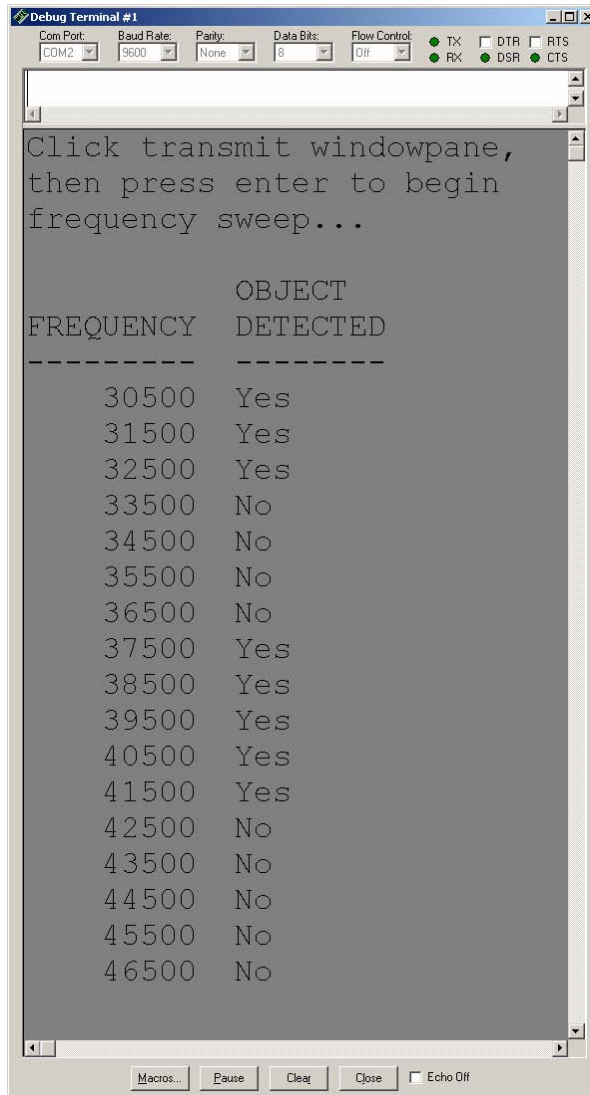 Debug Terminal #1
Com Port: Baud Rate: Parity: Data Bits: Flow Control: TX DTR RTS
COM2 9600 None 8 Off RX DSR CTS
Click transmit windowpane,
then press enter to begin
frequency sweep...
OBJECT
FREQUENCY DETECTED
--------- --------
30500 Yes
31500 Yes
32500 Yes
33500 No
34500 No
35500 No
36500 No
37500 Yes
38500 Yes
39500 Yes
40500 Yes
41500 Yes
42500 No
43500 No
44500 No
45500 No
46500 No
Macros... Pause Clear Close Echo Off